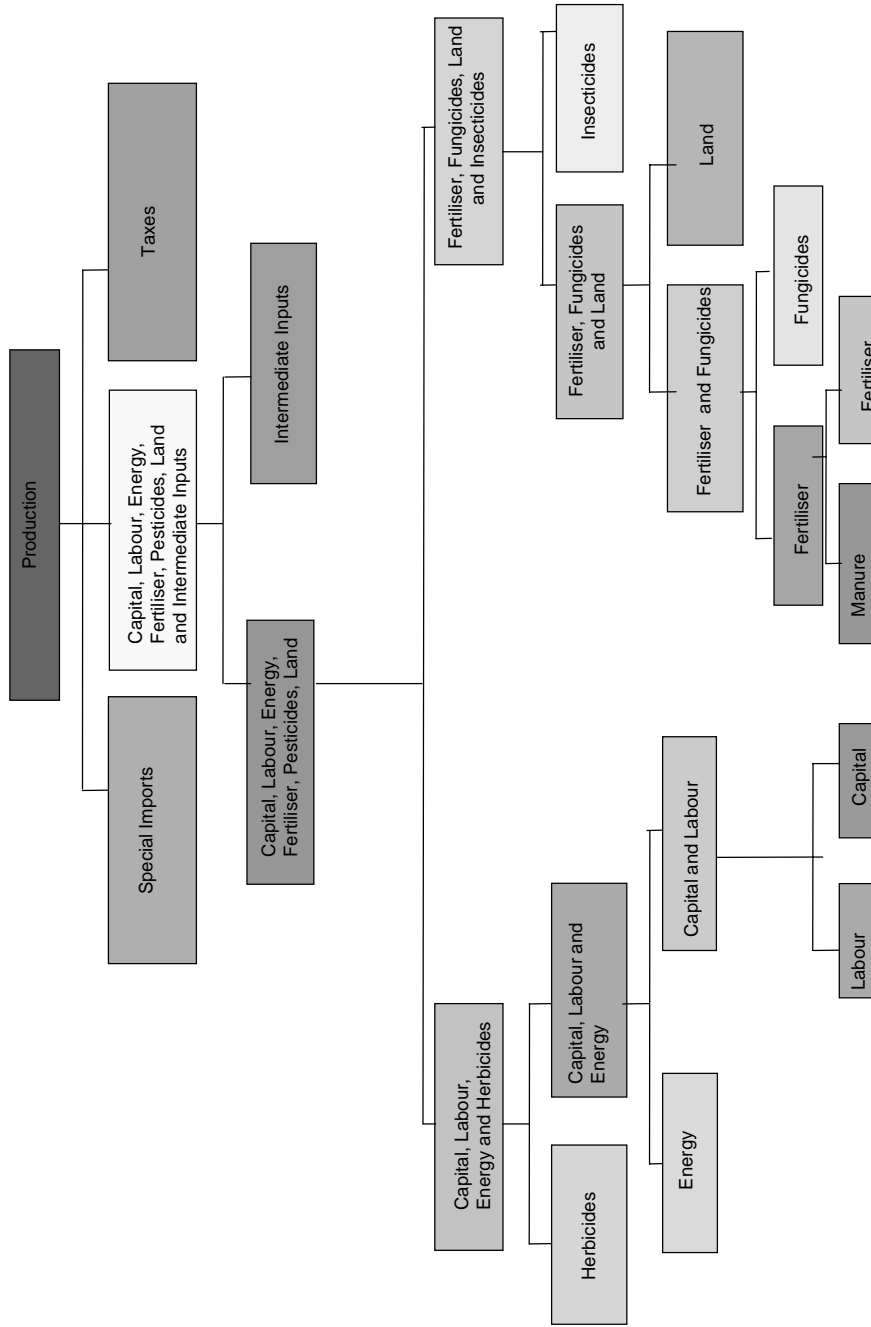 Production
Special Imports
Capital, Labour, Energy,
Fertiliser, Pesticides, Land
and Intermediate Inputs
Taxes
Capital, Labour, Energy,
Fertiliser, Pesticides, Land
Intermediate Inputs
Capital, Labour,
Energy and Herbicides
Fertiliser, Fungicides, Land
and Insecticides
Herbicides
Capital, Labour and
Energy
Fertiliser, Fungicides
and Land
Insecticides
Energy
Capital and Labour
Fertiliser and Fungicides
Land
Fertiliser
Fungicides
Labour
Capital
Manure
Fertiliser